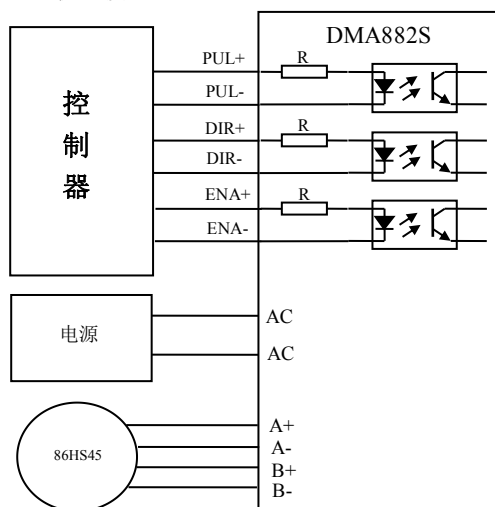 DMA882S
PUL+
R
PUL-
DIR+
R
DIR-
ENA+
R
ENA-
控
制
器
电源
AC
AC
86HS45
A+
A-
B+
B-